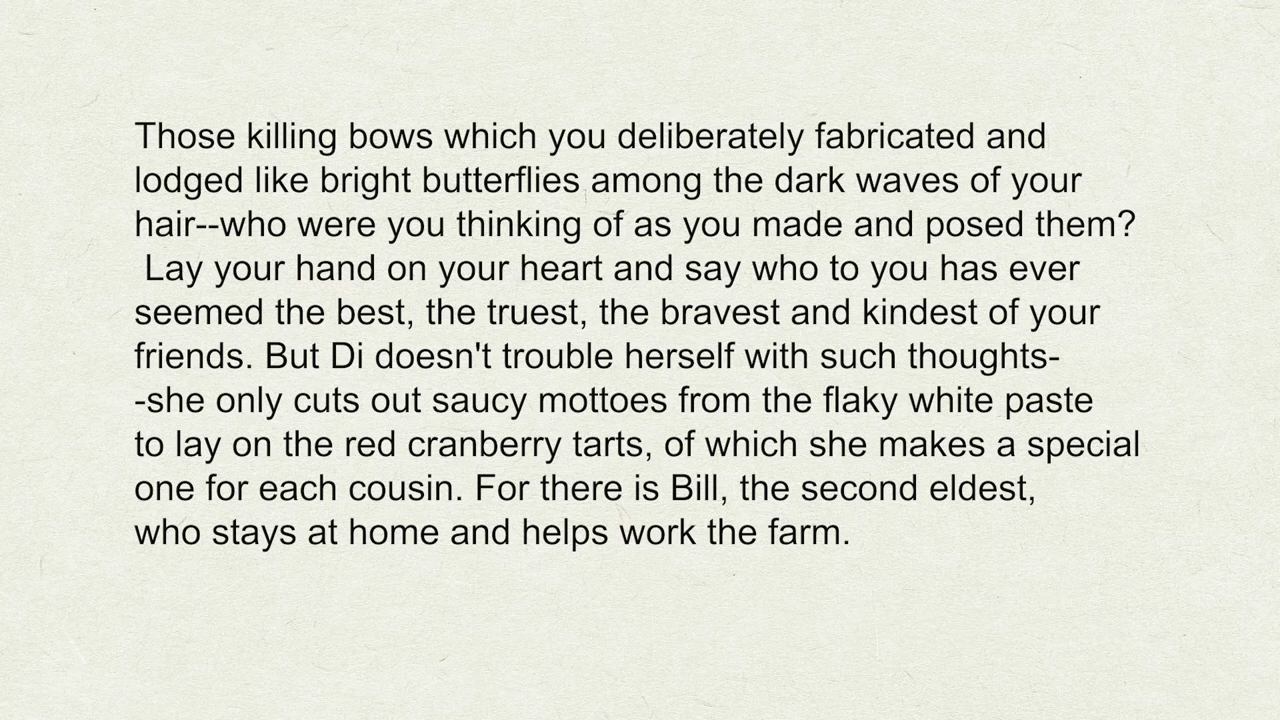 Those killing bows which you deliberately fabricated and
lodged like bright butterflies among the dark waves of your
hair--who were you thinking of as you made and posed them?
Lay your hand on your heart and say who to you has ever
seemed the best, the truest, the bravest and kindest of your
friends. But Di doesn't trouble herself with such thoughts-
-she only cuts out saucy mottoes from the flaky white paste
to lay on the red cranberry tarts, of which she makes a special
one for each cousin. For there is Bill, the second eldest,
who stays at home and helps work the farm.